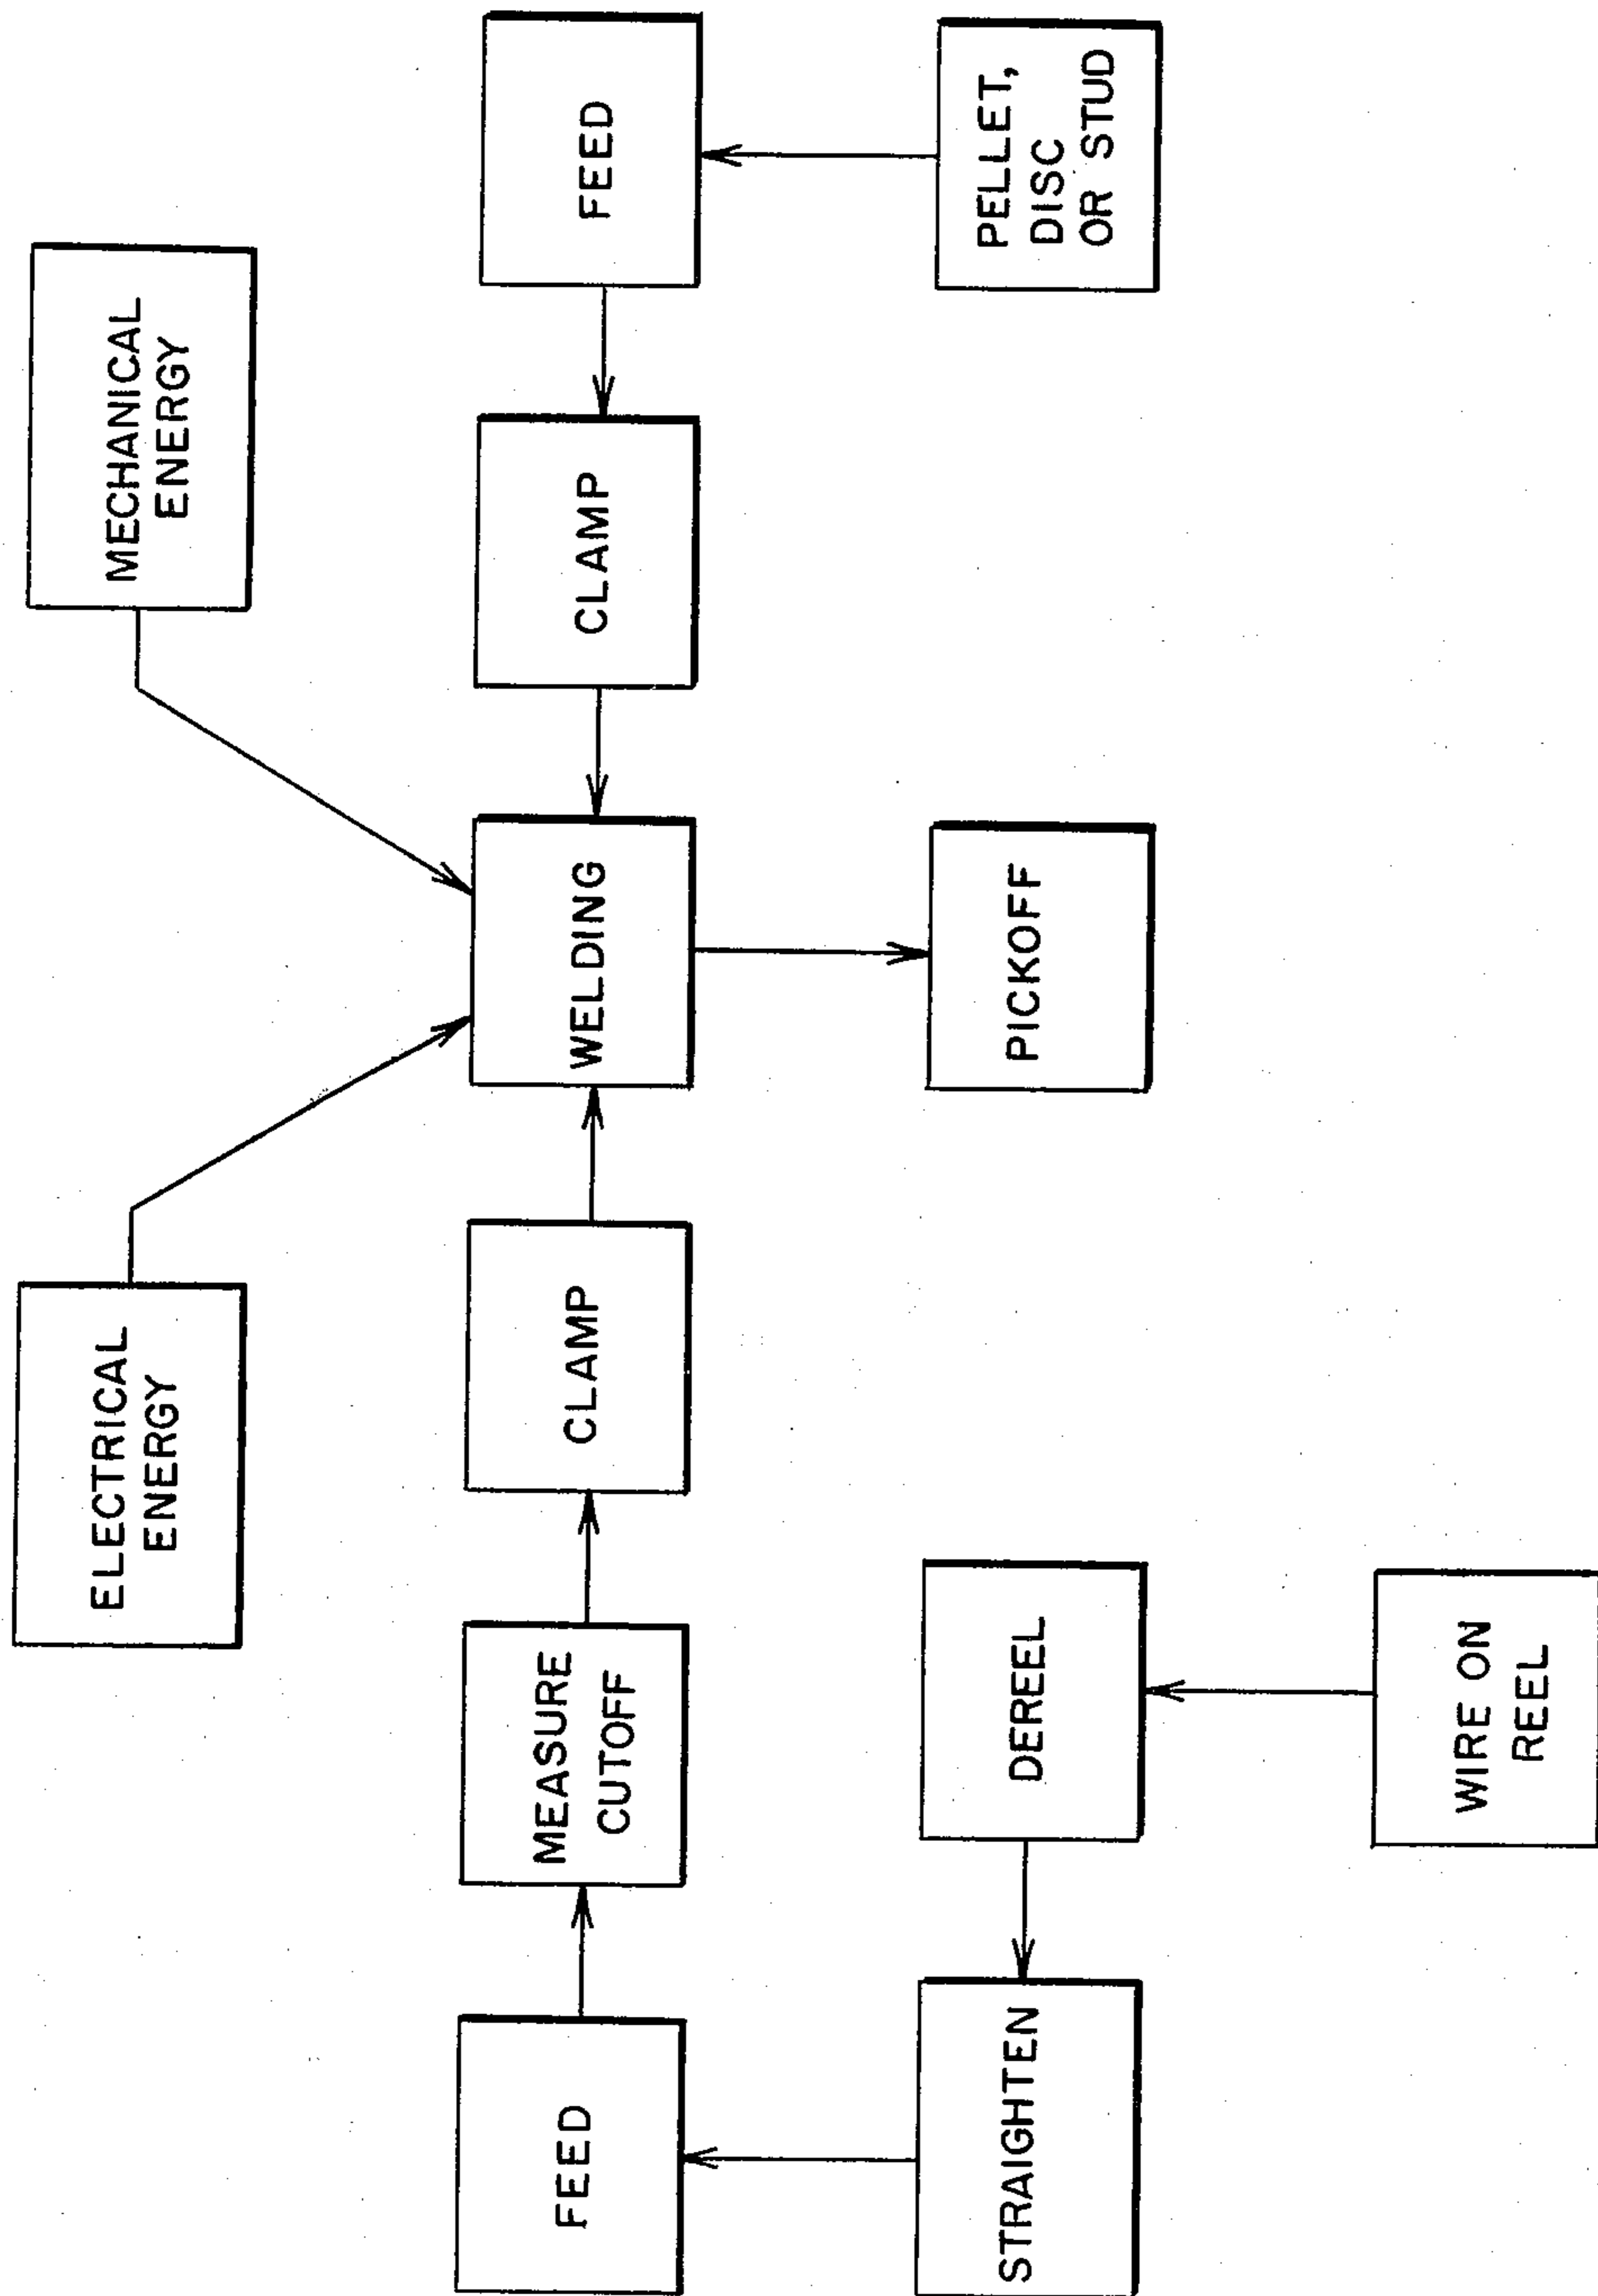 ELECTRICAL
ENERGY
MECHANICAL
ENERGY
FEED
MEASURE
CUTOFF
CLAMP
WELDING
CLAMP
FEED
STRAIGHTEN
DEREEL
PICKOFF
PELLET,
DISC
OR STUD
WIRE ON
REEL